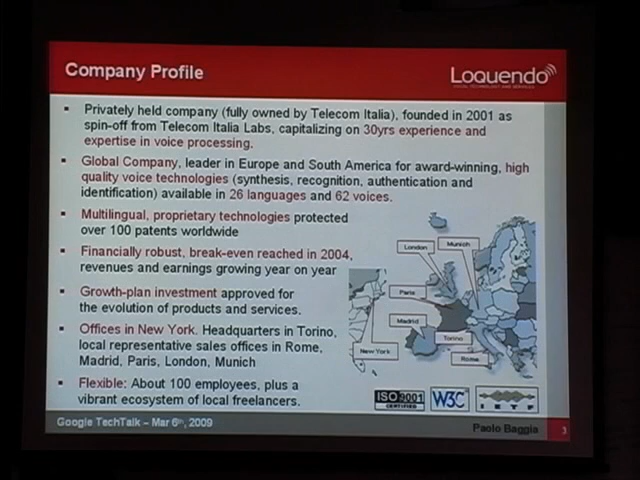 Company Profile
Loquendo
Privately held company (fully owned by Telecom Italia), founded in 2001 as
spin-off from Telecom Italia Labs, capitalizing on 30yrs experience and
expertise in voice processing.
Global Company, leader in Europe and South America for award-winning, high
quality voice technologies (synthesis, recognition, authentication and
identification) available in 26 languages and 62 voices.
Multilingual, proprietary technologies protected
over 100 patents worldwide
Financially robust, break-even reached in 2004,
revenues and earnings growing year on year
Growth-plan investment approved for
the evolution of products and services.
Offices in New York. Headquarters in Torino,
local representative sales offices in Rome,
Madrid, Paris, London, Munich
Flexible: About 100 employees, plus a
vibrant ecosystem of local freelancers.
London
Munich
Paris
Madrid
Torino
New York
Rome
ISO 9001
CERTIFIED
W3C
IETF
Google TechTalk – Mar 6th, 2009
Paolo Baggia
3